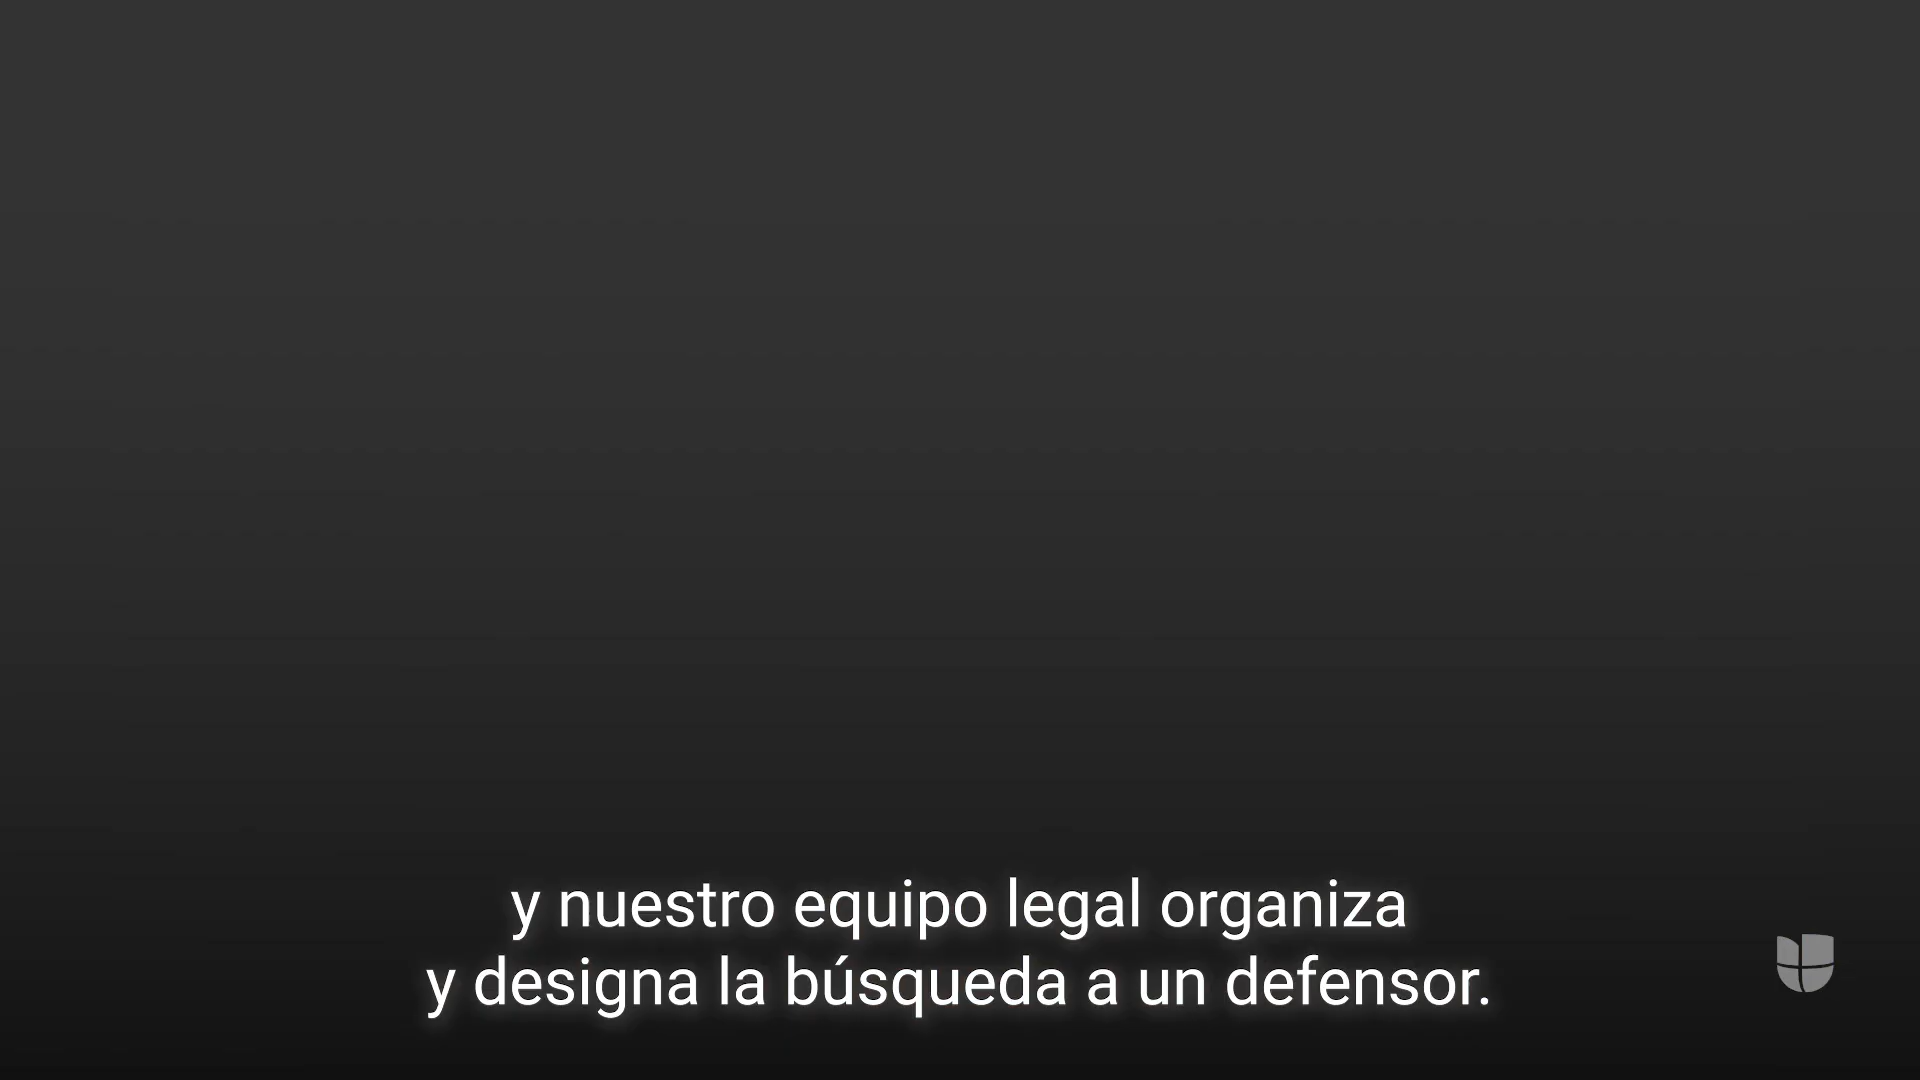 y nuestro equipo legal organiza
y designa la búsqueda a un defensor.